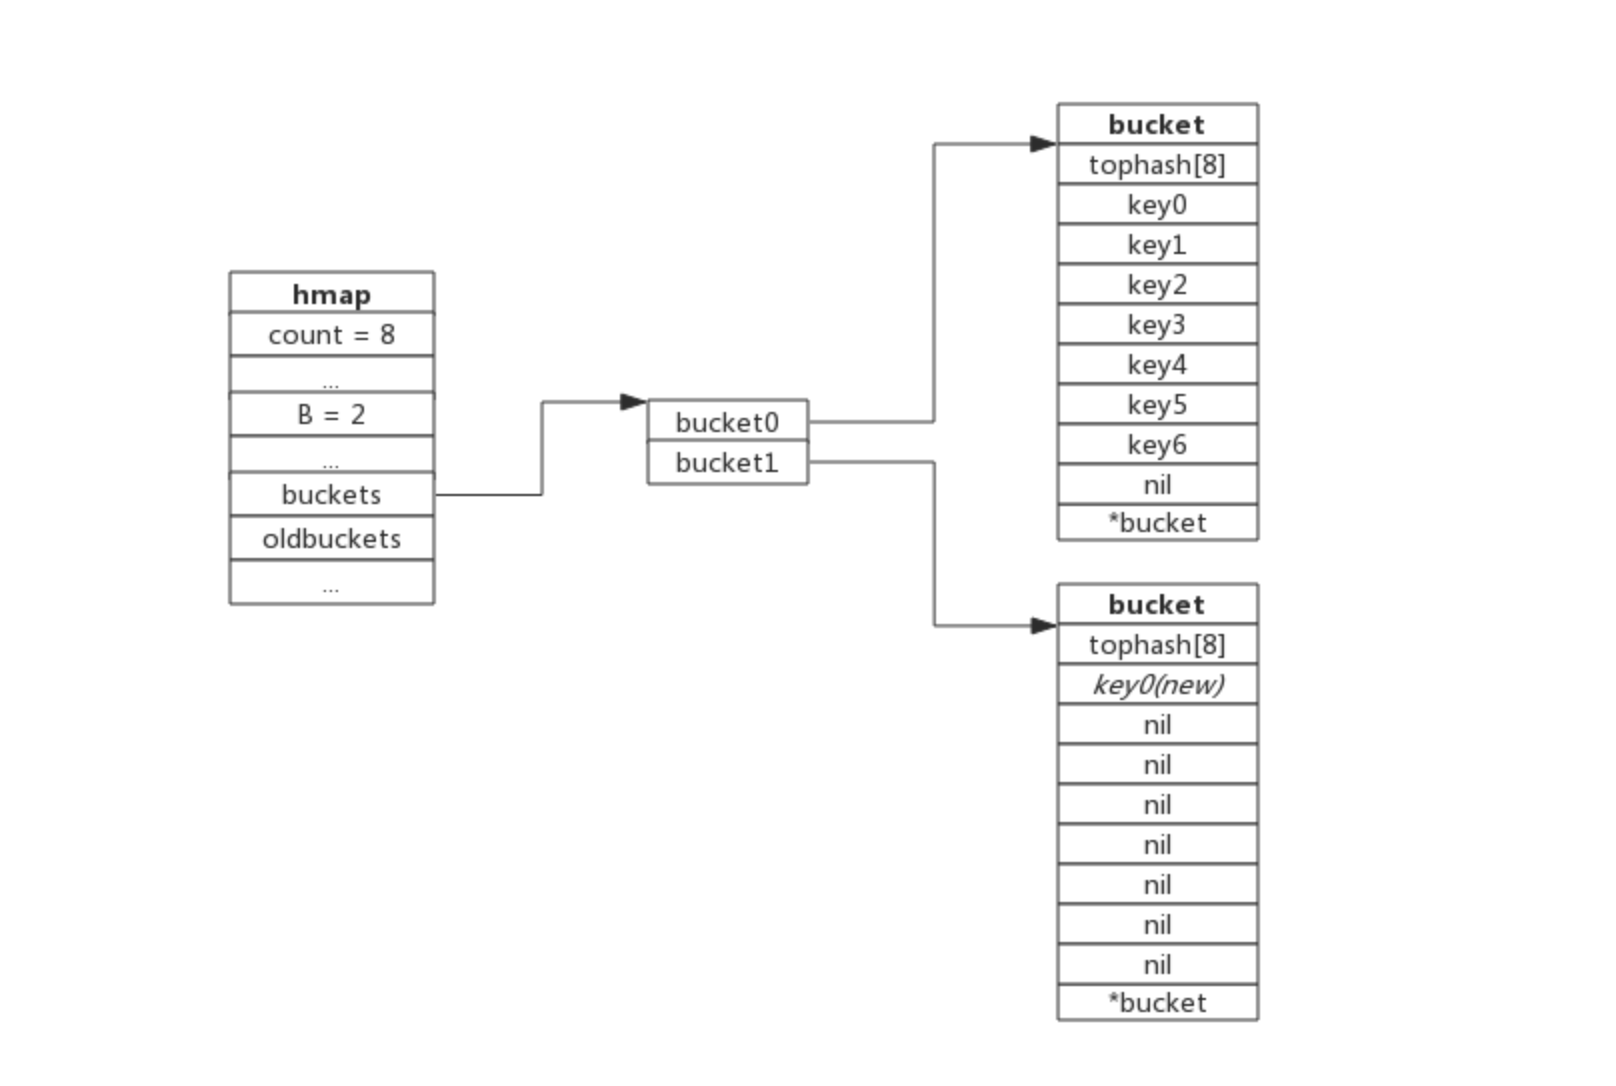 hmap
count = 8
...
B = 2
...
buckets
oldbuckets
...
bucket0
bucket1
bucket
tophash[8]
key0
key1
key2
key3
key4
key5
key6
nil
*bucket
bucket
tophash[8]
key0(new)
nil
nil
nil
nil
nil
nil
nil
*bucket